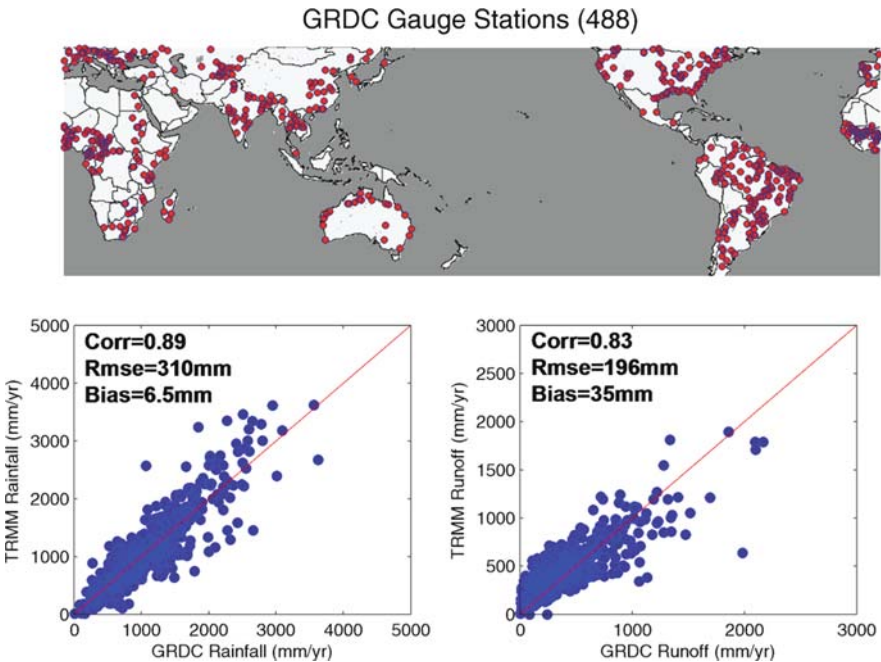 GRDC Gauge Stations (488)
5000
4000
3000
2000
1000
0
TRMM Rainfall (mm/yr)
Corr=0.89
Rmse=310mm
Bias=6.5mm
0 1000 2000 3000 4000 5000
GRDC Rainfall (mm/yr)
3000
2500
2000
1500
1000
500
0
TRMM Runoff (mm/yr)
Corr=0.83
Rmse=196mm
Bias=35mm
0 1000 2000 3000
GRDC Runoff (mm/yr)